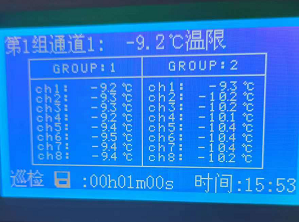 第1组通道1: -9.2℃温限
GROUP:1 GROUP:2
ch1: -9.2 ℃ ch1: -9.3 ℃
ch2: -9.3 ℃ ch2: -10.2 ℃
ch3: -9.2 ℃ ch3: -10.2 ℃
ch4: -9.2 ℃ ch4: -10.1 ℃
ch5: -9.4 ℃ ch5: -10.4 ℃
ch6: -9.5 ℃ ch6: -10.4 ℃
ch7: -9.4 ℃ ch7: -10.4 ℃
ch8: -9.4 ℃ ch8: -10.2 ℃
巡检 :00h01m00s 时间:15:53